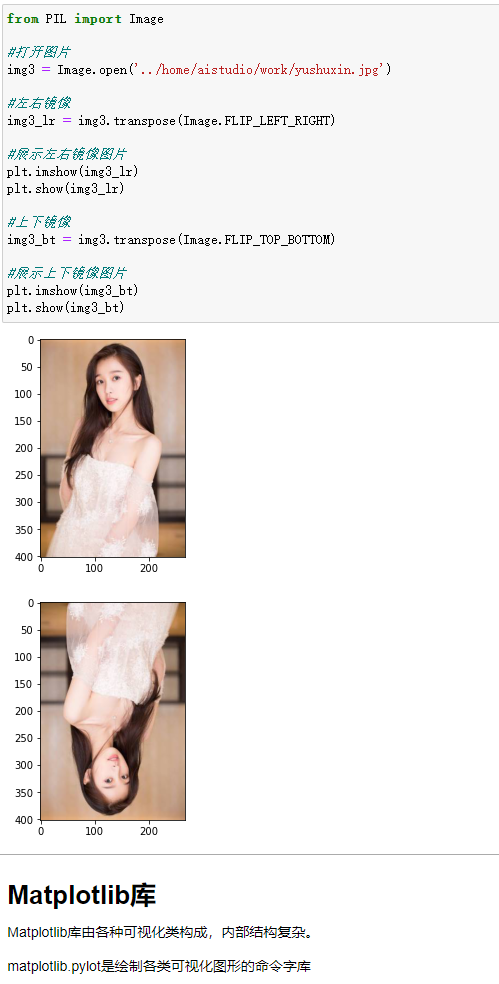 from PIL import Image
#打开图片
img3 = Image.open('../home/aistudio/work/yushuxin.jpg')
#左右镜像
img3_lr = img3.transpose(Image.FLIP_LEFT_RIGHT)
#展示左右镜像图片
plt.imshow(img3_lr)
plt.show(img3_lr)
#上下镜像
img3_bt = img3.transpose(Image.FLIP_TOP_BOTTOM)
#展示上下镜像图片
plt.imshow(img3_bt)
plt.show(img3_bt)
0
50
100
150
200
250
300
350
400
0 100 200
0
50
100
150
200
250
300
350
400
0 100 200
Matplotlib库
Matplotlib库由各种可视化类构成，内部结构复杂。
matplotlib.pylot是绘制各类可视化图形的命令字库